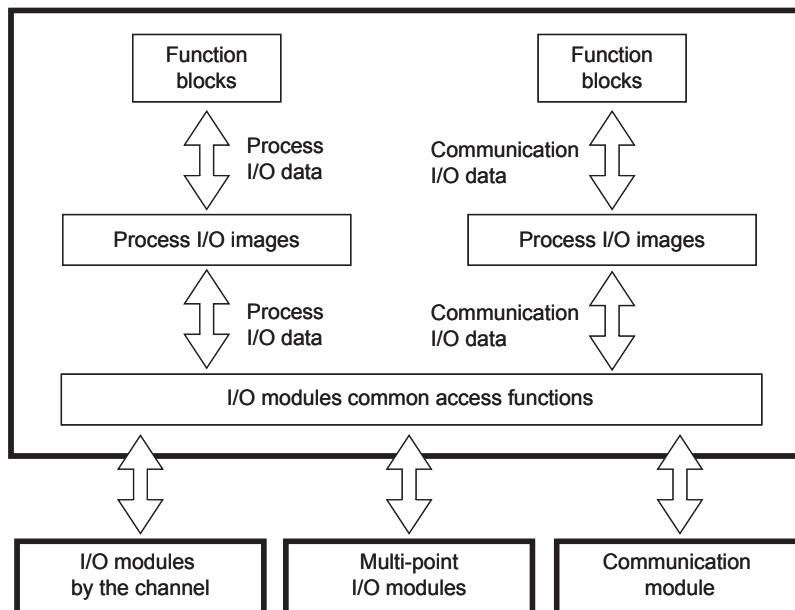 Function
blocks
Function
blocks
Process
I/O data
Communication
I/O data
Process I/O images
Process I/O images
Process
I/O data
Communication
I/O data
I/O modules common access functions
I/O modules
by the channel
Multi-point
I/O modules
Communication
module